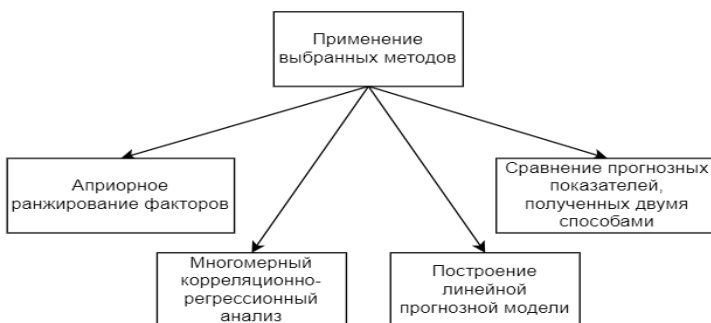 Применение
выбранных методов
Априорное
ранжирование факторов
Сравнение прогнозных
показателей,
полученных двумя
способами
Многомерный
корреляционно-
регрессионный
анализ
Построение
линейной
прогнозной модели